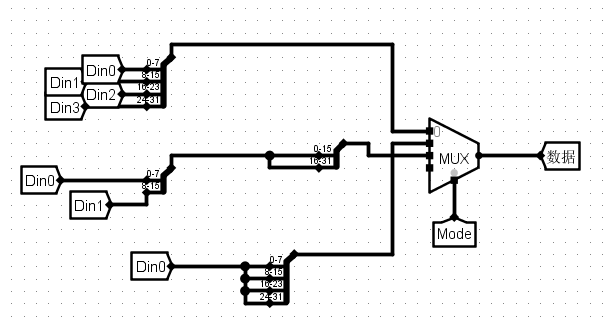 0-7
Din0
8-15
Din1
16-23
Din2
24-31
Din3
0
0-15
MUX
数据
16-31
0-7
Din0
8-15
Din1
Mode
0-7
Din0
8-15
16-23
24-31